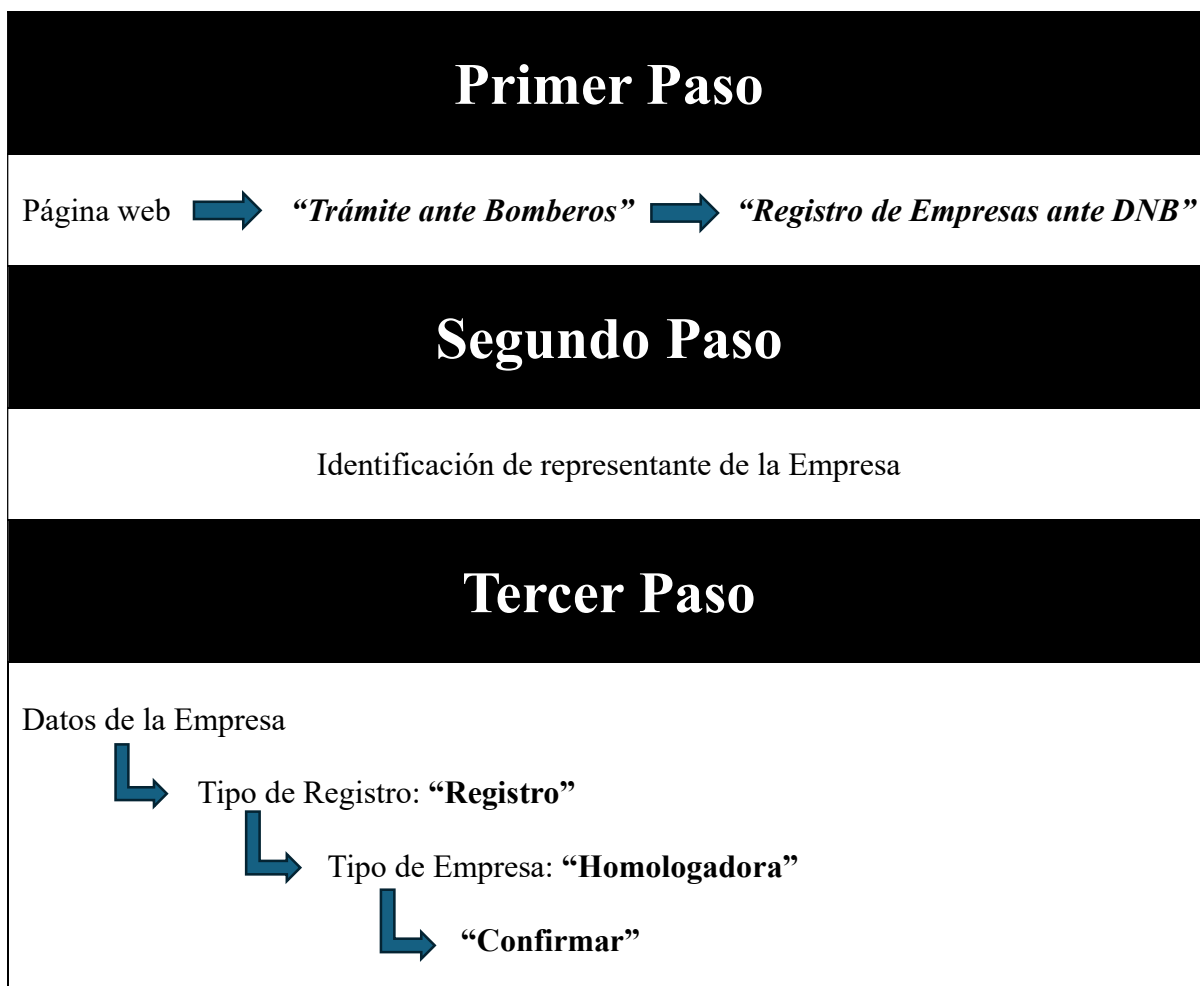 Primer Paso
Página web “Trámite ante Bomberos” “Registro de Empresas ante DNB”
Segundo Paso
Identificación de representante de la Empresa
Tercer Paso
Datos de la Empresa
Tipo de Registro: “Registro”
Tipo de Empresa: “Homologadora”
“Confirmar”